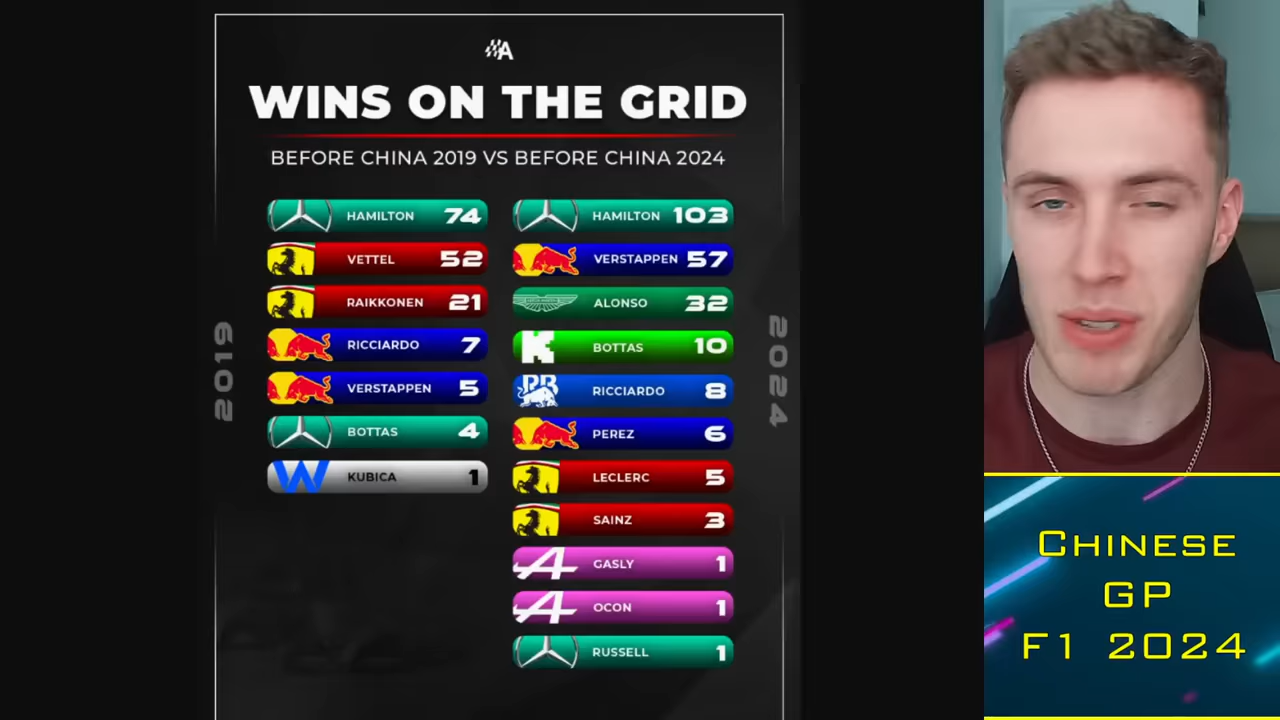 A
WINS ON THE GRID
BEFORE CHINA 2019 VS BEFORE CHINA 2024
2019
HAMILTON 74
VETTEL 52
RAIKKONEN 21
RICCIARDO 7
VERSTAPPEN 5
BOTTAS 4
W KUBICA 1
HAMILTON 103
VERSTAPPEN 57
ALONSO 32
K BOTTAS 10
RB RICCIARDO 8
PEREZ 6
LECLERC 5
SAINZ 3
A GASLY 1
A OCON 1
RUSSELL 1
2024
CHINESE
GP
F1 2024